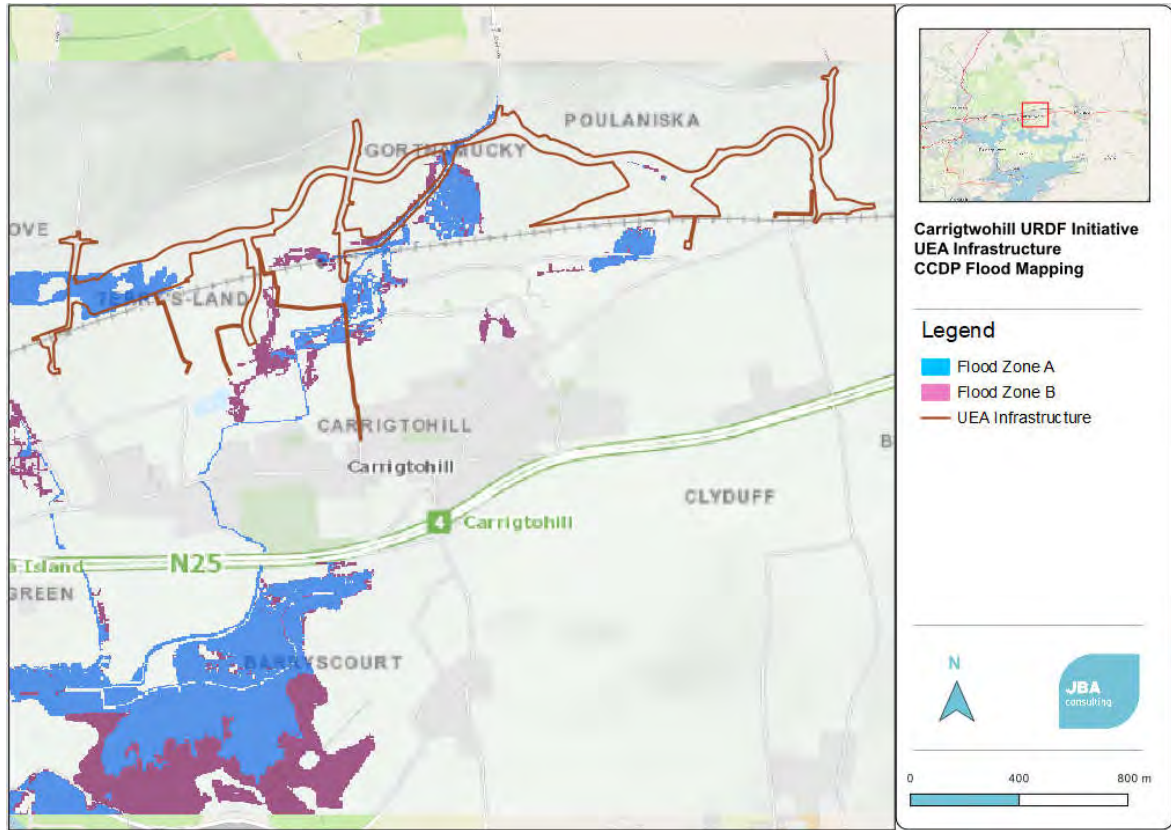 POULANISKA
GORTNAMUCKY
OVE
TERRY'S-LAND
CARRIGTOHILL
Carrigtohill
CLYDUFF
B
4 Carrigtohill
N25
Island
GREEN
BARRYSCOURT
Carrigtwohill URDF Initiative
UEA Infrastructure
CCDP Flood Mapping
Legend
Flood Zone A
Flood Zone B
UEA Infrastructure
N
JBA
consulting
0 400 800 m